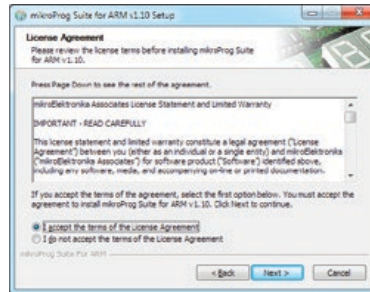 mikroProg Suite for ARM v1.10 Setup
License Agreement
Please review the license terms before installing mikroProg Suite
for ARM v1.10.
Press Page Down to see the rest of the agreement.
mikroElektronika Associates License Statement and Limited Warranty
IMPORTANT - READ CAREFULLY
This license statement and limited warranty constitute a legal agreement ("License
Agreement") between you (either as an individual or a single entity) and mikroElektronika
("mikroElektronika Associates") for software product ("Software") identified above,
including any software, media, and accompanying on-line or printed documentation.
If you accept the terms of the agreement, select the first option below. You must accept the
agreement to install mikroProg Suite for ARM v1.10. Click Next to continue.
I accept the terms of the License Agreement
I do not accept the terms of the License Agreement
mikroProg Suite For ARM
< Back Next > Cancel